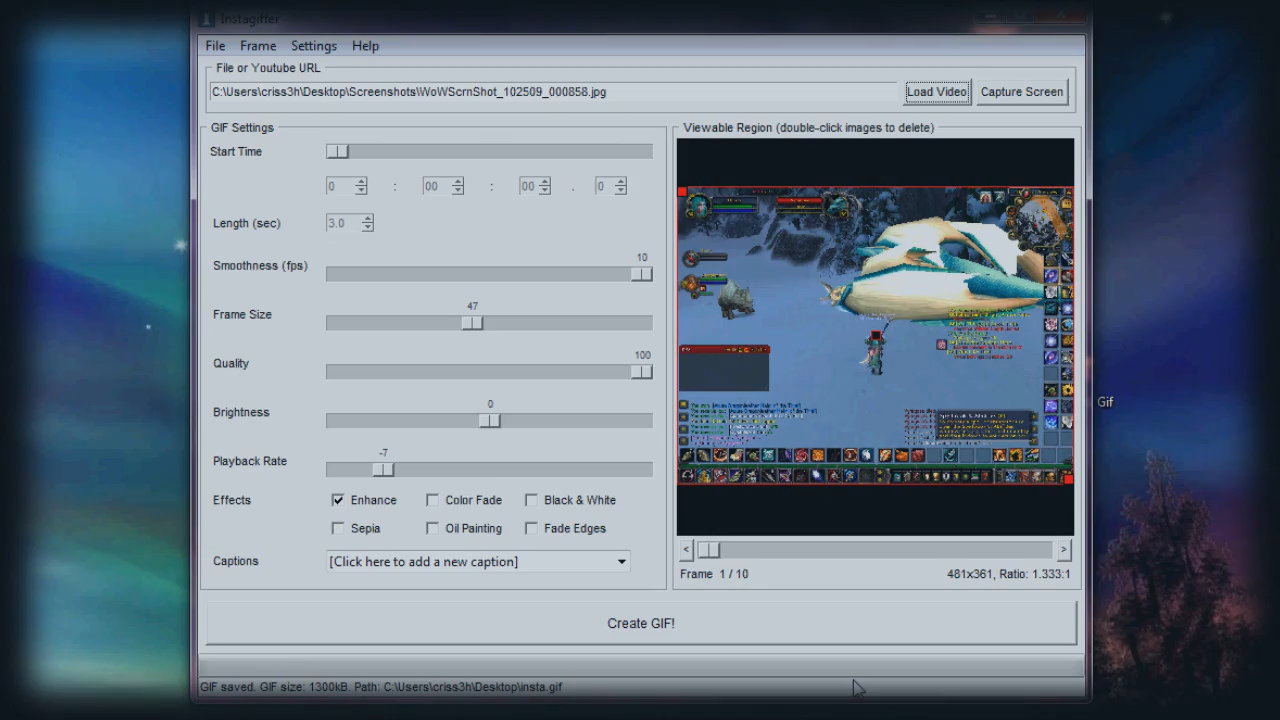 Instagiffer
File Frame Settings Help
File or Youtube URL
C:\Users\criss3h\Desktop\Screenshots\WoWScrnShot_102509_000858.jpg
Load Video
Capture Screen
GIF Settings
Start Time
0 : 00 : 00 . 0
Length (sec) 3.0
Smoothness (fps) 10
Frame Size 47
Quality 100
Brightness 0
Playback Rate -7
Effects Enhance Color Fade Black & White
Sepia Oil Painting Fade Edges
Captions [Click here to add a new caption]
Viewable Region (double-click images to delete)
< >
Frame 1 / 10
481x361, Ratio: 1.333:1
Create GIF!
GIF saved. GIF size: 1300kB. Path: C:\Users\criss3h\Desktop\insta.gif
Gif